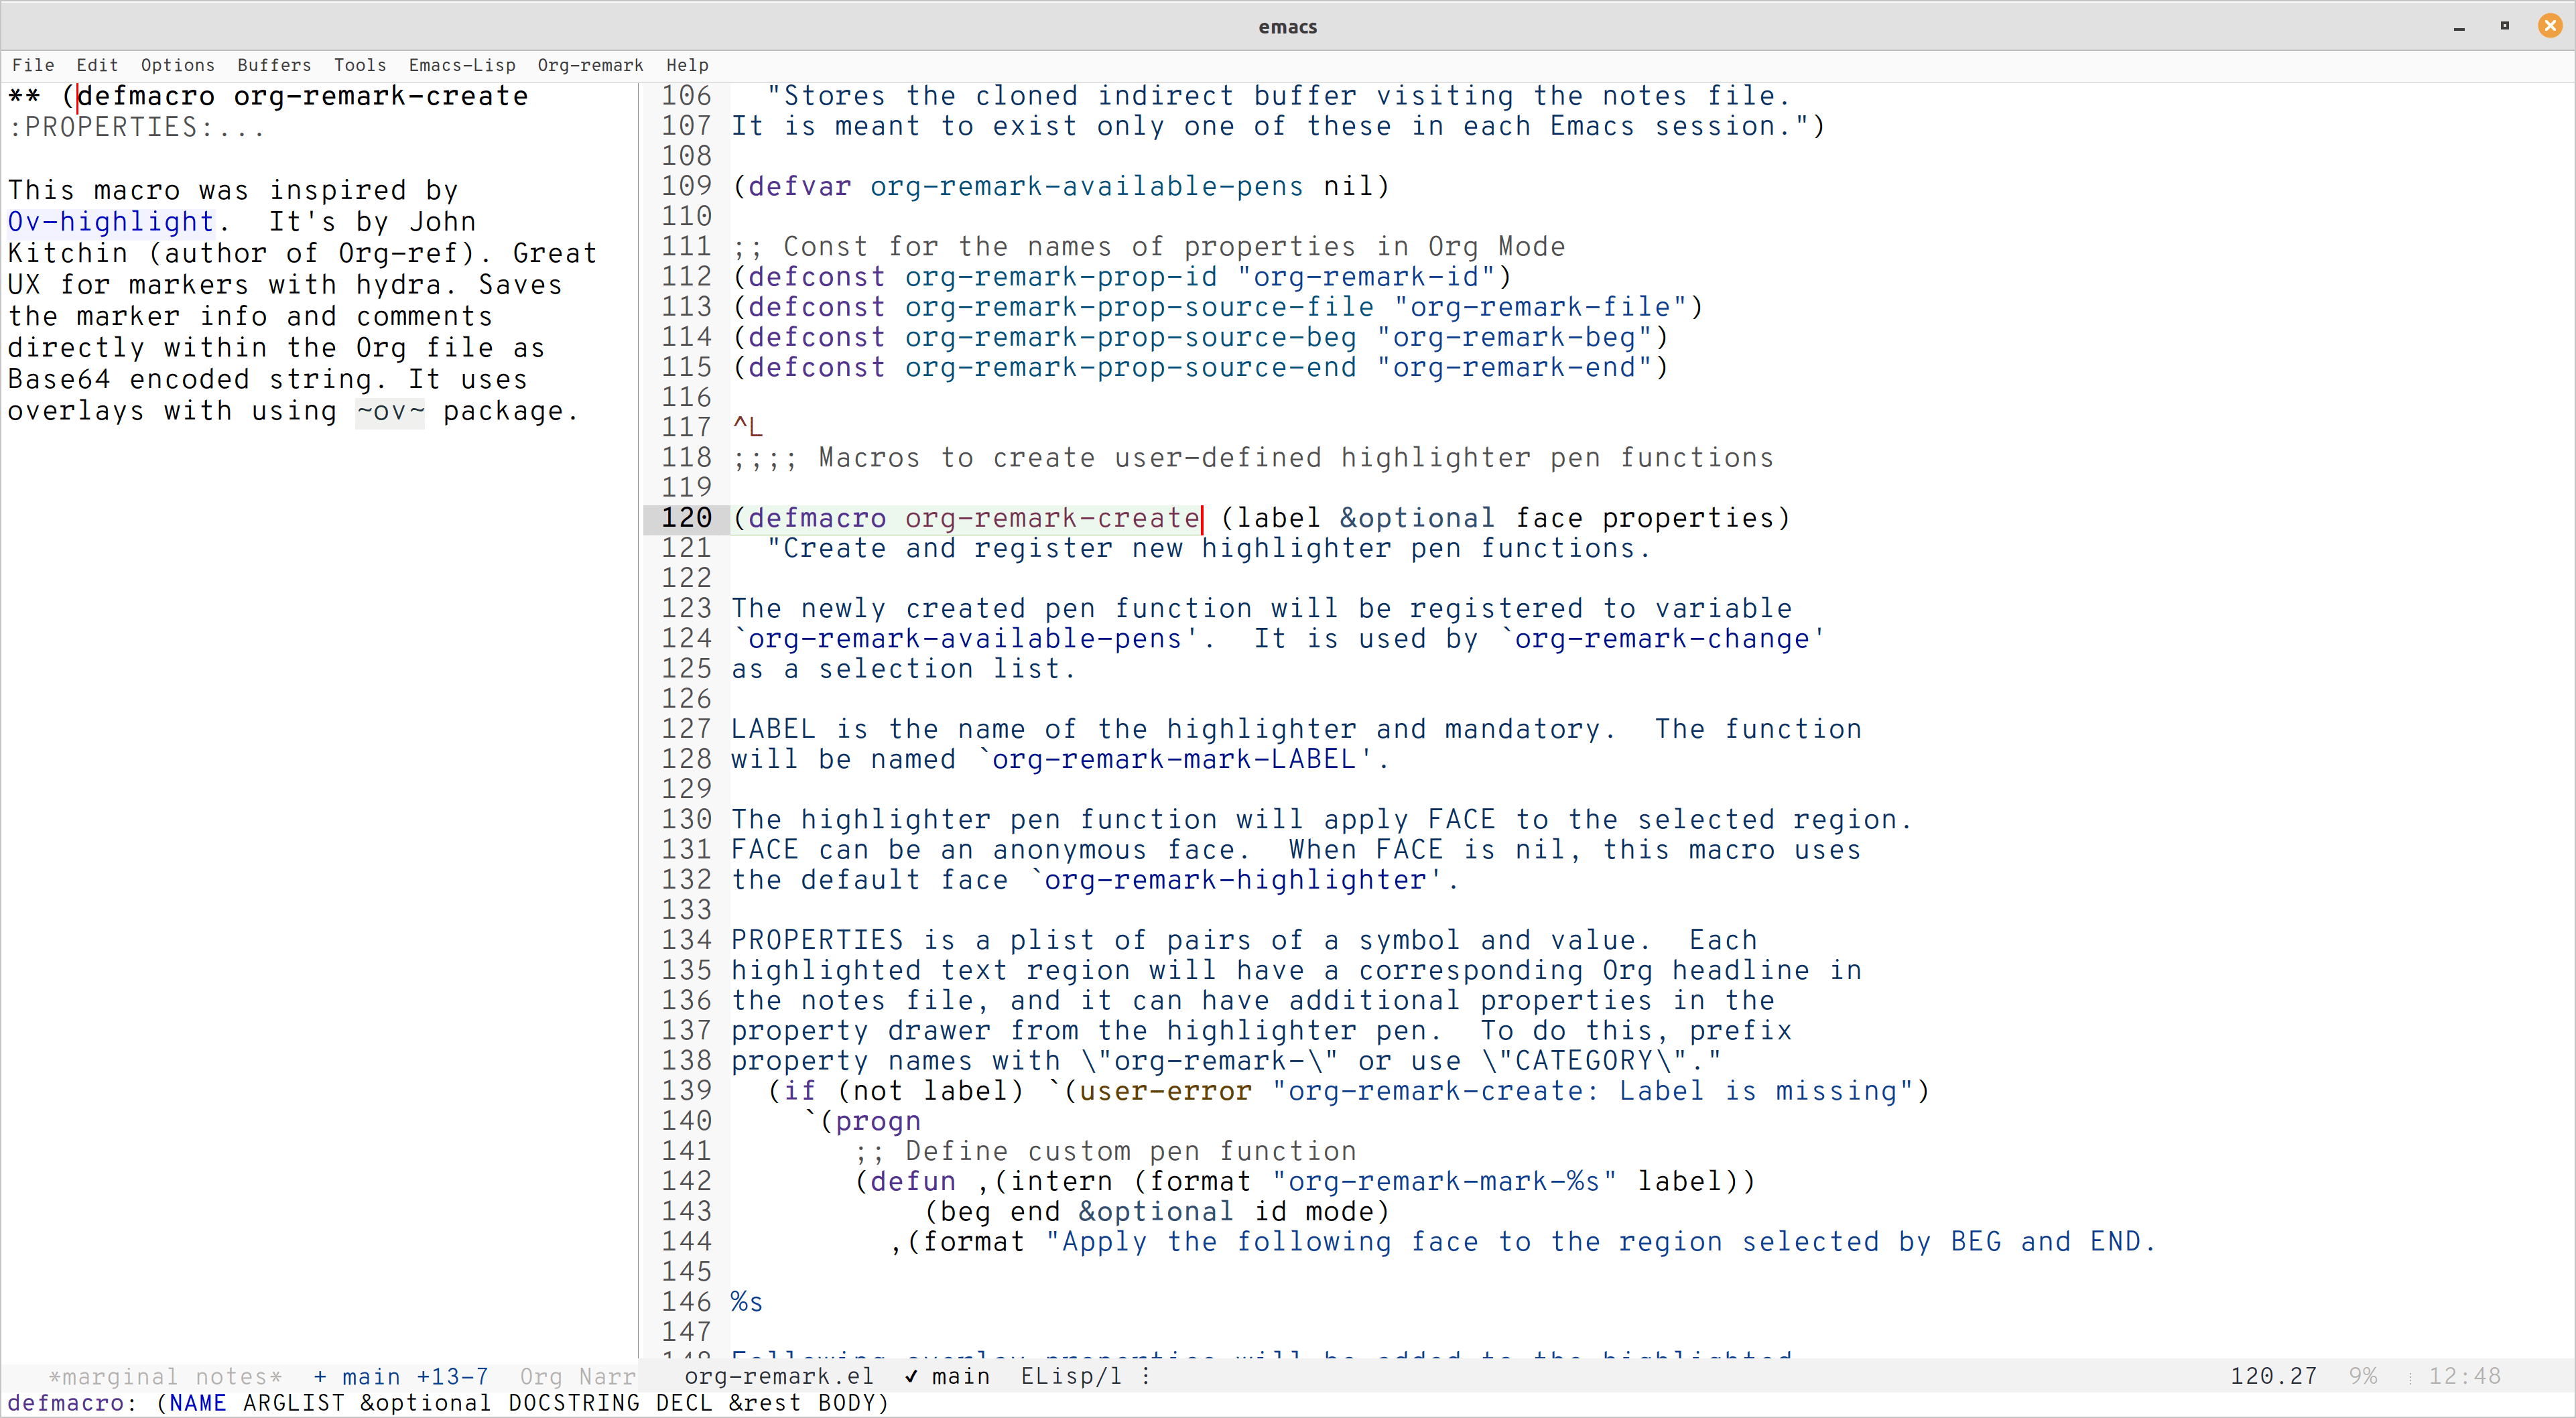 emacs
File Edit Options Buffers Tools Emacs-Lisp Org-remark Help
** (defmacro org-remark-create
:PROPERTIES:...

This macro was inspired by
Ov-highlight.  It's by John
Kitchin (author of Org-ref). Great
UX for markers with hydra. Saves
the marker info and comments
directly within the Org file as
Base64 encoded string. It uses
overlays with using ~ov~ package.
106   "Stores the cloned indirect buffer visiting the notes file.
107 It is meant to exist only one of these in each Emacs session.")
108
109 (defvar org-remark-available-pens nil)
110
111 ;; Const for the names of properties in Org Mode
112 (defconst org-remark-prop-id "org-remark-id")
113 (defconst org-remark-prop-source-file "org-remark-file")
114 (defconst org-remark-prop-source-beg "org-remark-beg")
115 (defconst org-remark-prop-source-end "org-remark-end")
116
117 ^L
118 ;;;; Macros to create user-defined highlighter pen functions
119
120 (defmacro org-remark-create (label &optional face properties)
121   "Create and register new highlighter pen functions.
122
123 The newly created pen function will be registered to variable
124 `org-remark-available-pens'.  It is used by `org-remark-change'
125 as a selection list.
126
127 LABEL is the name of the highlighter and mandatory.  The function
128 will be named `org-remark-mark-LABEL'.
129
130 The highlighter pen function will apply FACE to the selected region.
131 FACE can be an anonymous face.  When FACE is nil, this macro uses
132 the default face `org-remark-highlighter'.
133
134 PROPERTIES is a plist of pairs of a symbol and value.  Each
135 highlighted text region will have a corresponding Org headline in
136 the notes file, and it can have additional properties in the
137 property drawer from the highlighter pen.  To do this, prefix
138 property names with \"org-remark-\" or use \"CATEGORY\"."
139   (if (not label) `(user-error "org-remark-create: Label is missing")
140     `(progn
141        ;; Define custom pen function
142        (defun ,(intern (format "org-remark-mark-%s" label))
143            (beg end &optional id mode)
144          ,(format "Apply the following face to the region selected by BEG and END.
145
146 %s
147
148 Following overlay properties will be added to the highlighted
*marginal notes* + main +13-7 Org Narr
org-remark.el ✓ main ELisp/l ⋮ 120.27 9% ⋮ 12:48
defmacro: (NAME ARGLIST &optional DOCSTRING DECL &rest BODY)